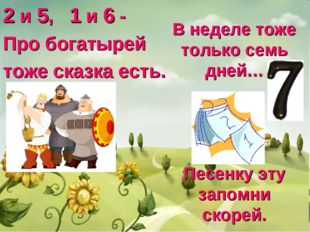 2 и 5,   1 и 6 -
Про богатырей
тоже сказка есть.
В неделе тоже
только семь
дней…
7
Песенку эту
запомни
скорей.